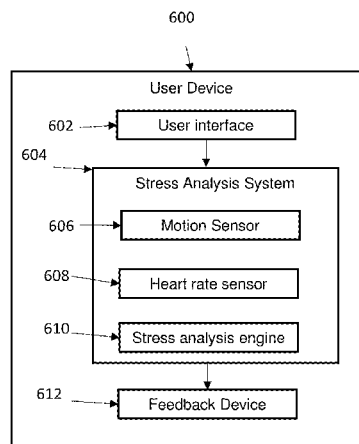 600
User Device
602
User interface
604
Stress Analysis System
606
Motion Sensor
608
Heart rate sensor
610
Stress analysis engine
612
Feedback Device